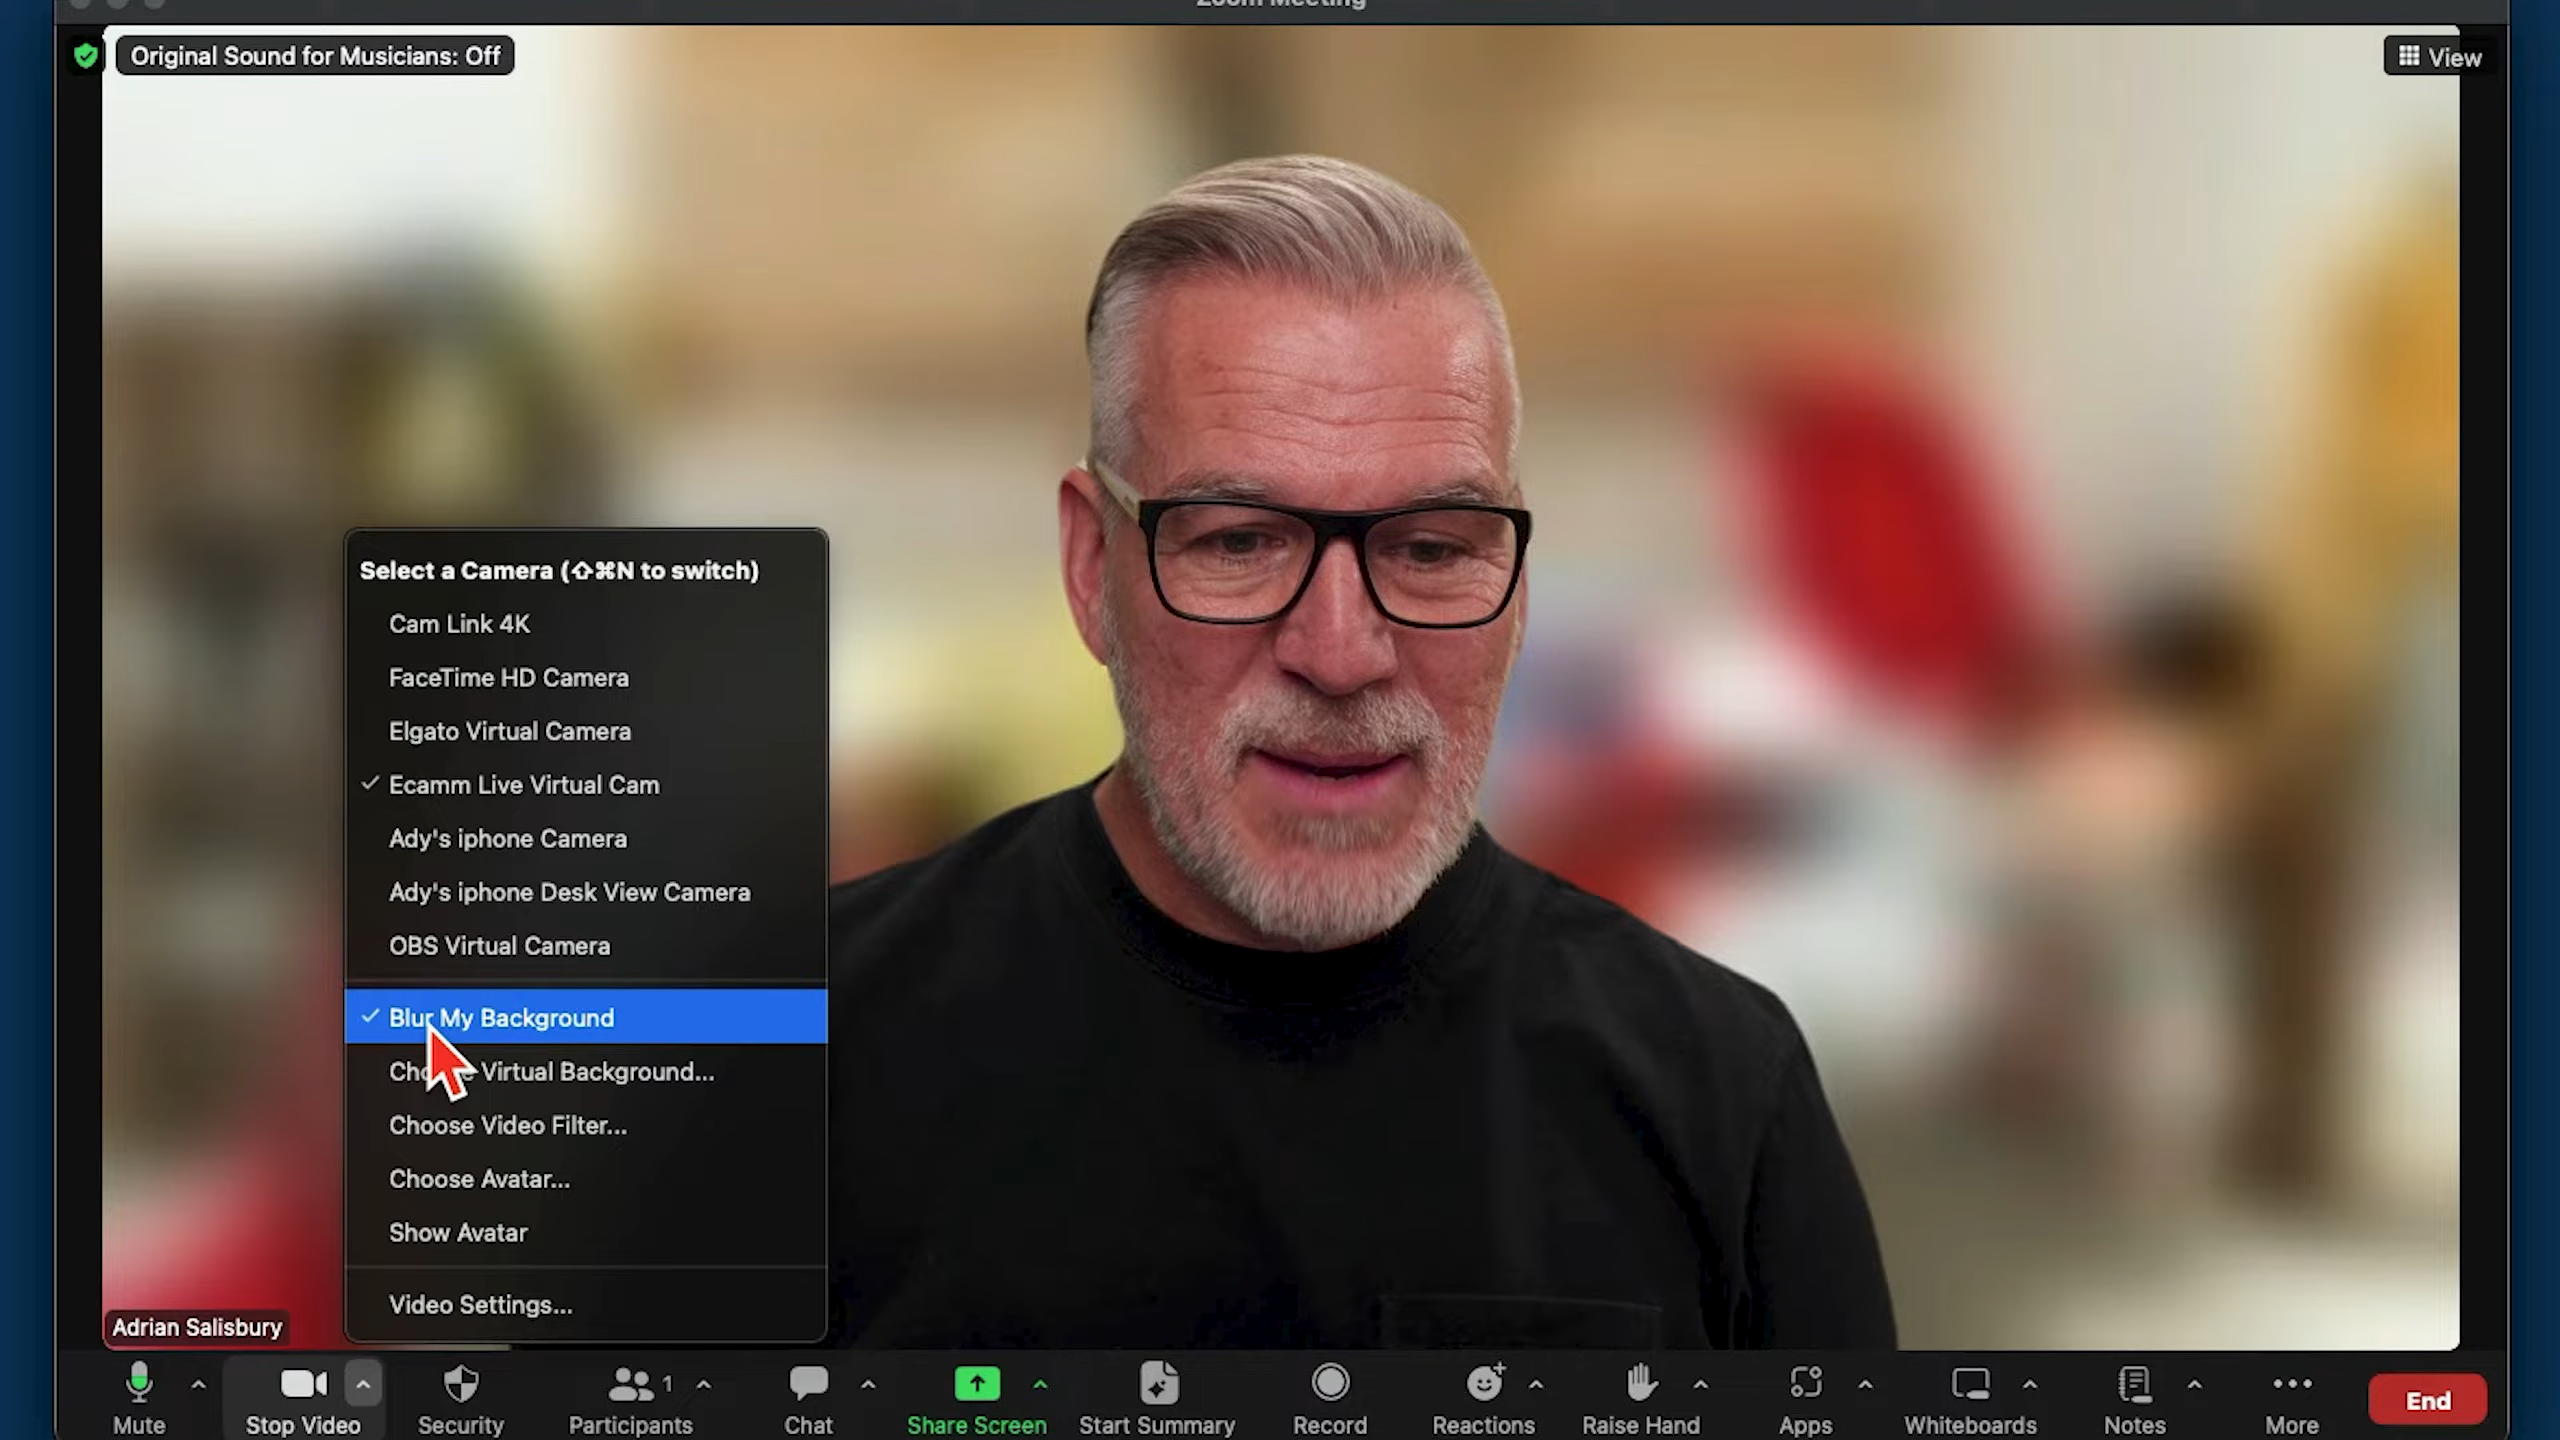 Zoom Meeting
Original Sound for Musicians: Off
View
Select a Camera (⇧⌘N to switch)
Cam Link 4K
FaceTime HD Camera
Elgato Virtual Camera
✓ Ecamm Live Virtual Cam
Ady's iphone Camera
Ady's iphone Desk View Camera
OBS Virtual Camera
✓ Blur My Background
Choose Virtual Background...
Choose Video Filter...
Choose Avatar...
Show Avatar
Video Settings...
Adrian Salisbury
1
Mute Stop Video Security Participants Chat Share Screen Start Summary Record Reactions Raise Hand Apps Whiteboards Notes More End